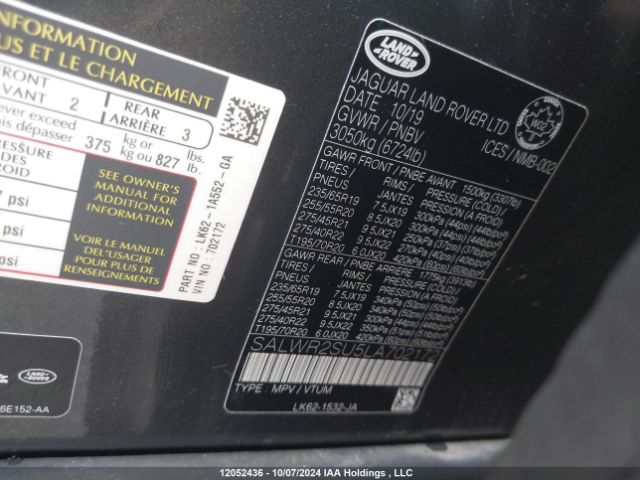 INFORMATION
US ET LE CHARGEMENT
FRONT
AVANT 2
REAR
ARRIÈRE 3
ever exceed
dépasser 375 kg or lbs.
kg ou 827 lb.
SEE OWNER'S
MANUAL FOR
ADDITIONAL
INFORMATION
VOIR LE MANUEL
DE L'USAGER
POUR PLUS DE
RENSEIGNEMENTS
psi
psi
psi
PART NO : LK62-1A552-GA
VIN NO : 702172
LAND ROVER
6E152-AA
LAND ROVER
JAGUAR LAND ROVER LTD
DATE: 10/19
GVWR / PNBV
3050kg (6724lb)
ICES / NMB-002
GAWR FRONT / PNBE AVANT 1500kg (3307lb)
TIRES / RIMS / PRESSURE (COLD) /
PNEUS JANTES PRESSION (A FROID)
235/65R19 7.5JX19
255/55R20 8.5JX20
275/45R21 9.5JX21
275/40R22 9.5JX22
T195/70R20 6.0JX20
GAWR REAR / PNBE ARRIERE
TIRES / RIMS / PRESSURE (COLD) /
PNEUS JANTES PRESSION (A FROID)
235/65R19 7.5JX19
255/55R20 8.5JX20
275/45R21 9.5JX21
275/40R22 9.5JX22
T195/70R20 6.0JX20
SALWR2SU5LA702172
TYPE : MPV / VTUM
LK62-1532-JA
12052436 - 10/07/2024 IAA Holdings , LLC